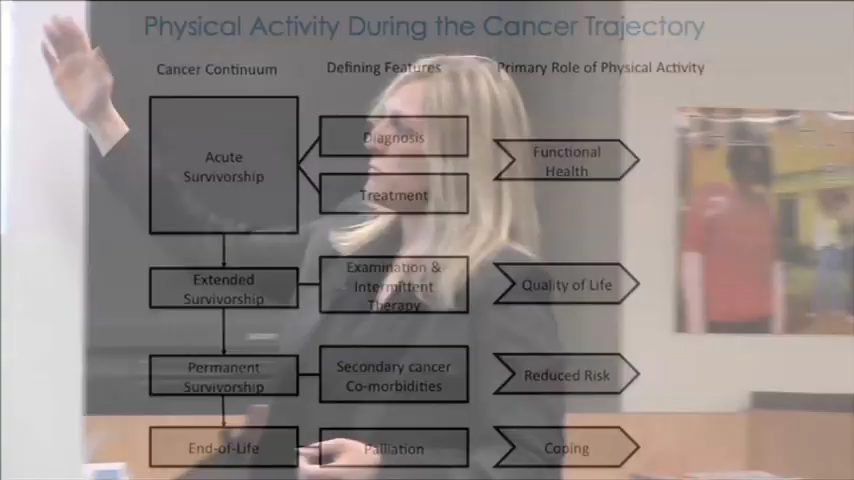 Physical Activity During the Cancer Trajectory
Cancer Continuum
Defining Features
Primary Role of Physical Activity
Acute
Survivorship
Diagnosis
Treatment
Functional
Health
Extended
Survivorship
Examination &
Intermittent
Therapy
Quality of Life
Permanent
Survivorship
Secondary cancer
Co-morbidities
Reduced Risk
End-of-Life
Palliation
Coping